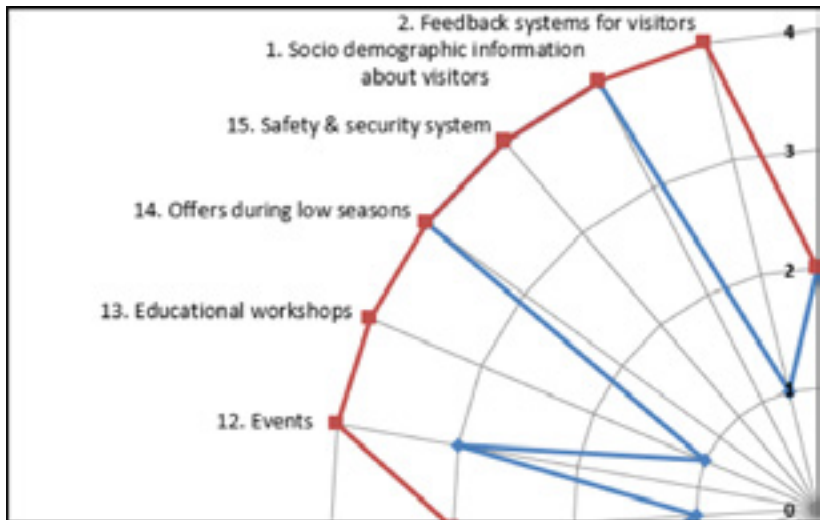 2. Feedback systems for visitors
1. Socio demographic information
about visitors
15. Safety & security system
14. Offers during low seasons
13. Educational workshops
12. Events
4
3
2
1
0